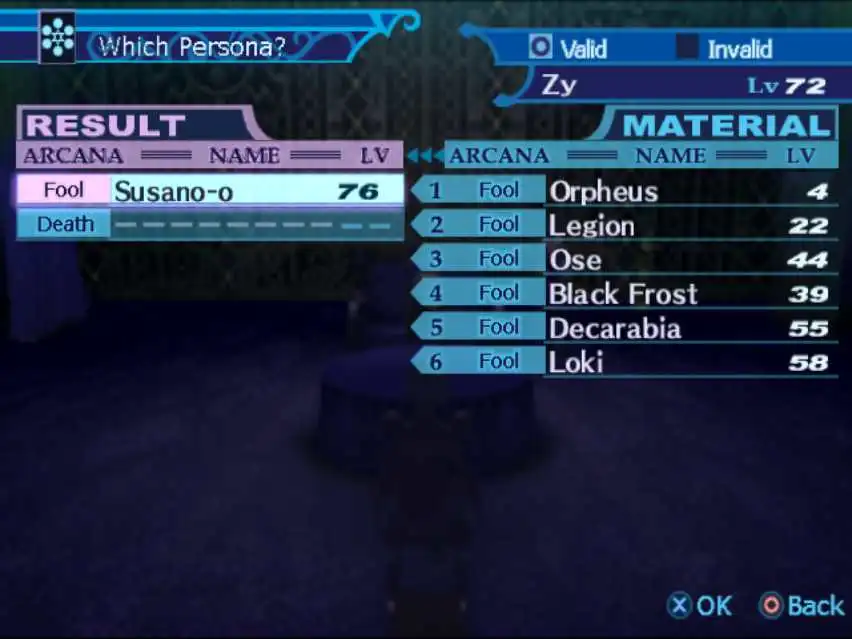 Which Persona?
Valid Invalid
Zy Lv 72
RESULT
ARCANA NAME LV
Fool Susano-o 76
Death
MATERIAL
ARCANA NAME LV
1 Fool Orpheus 4
2 Fool Legion 22
3 Fool Ose 44
4 Fool Black Frost 39
5 Fool Decarabia 55
6 Fool Loki 58
OK Back